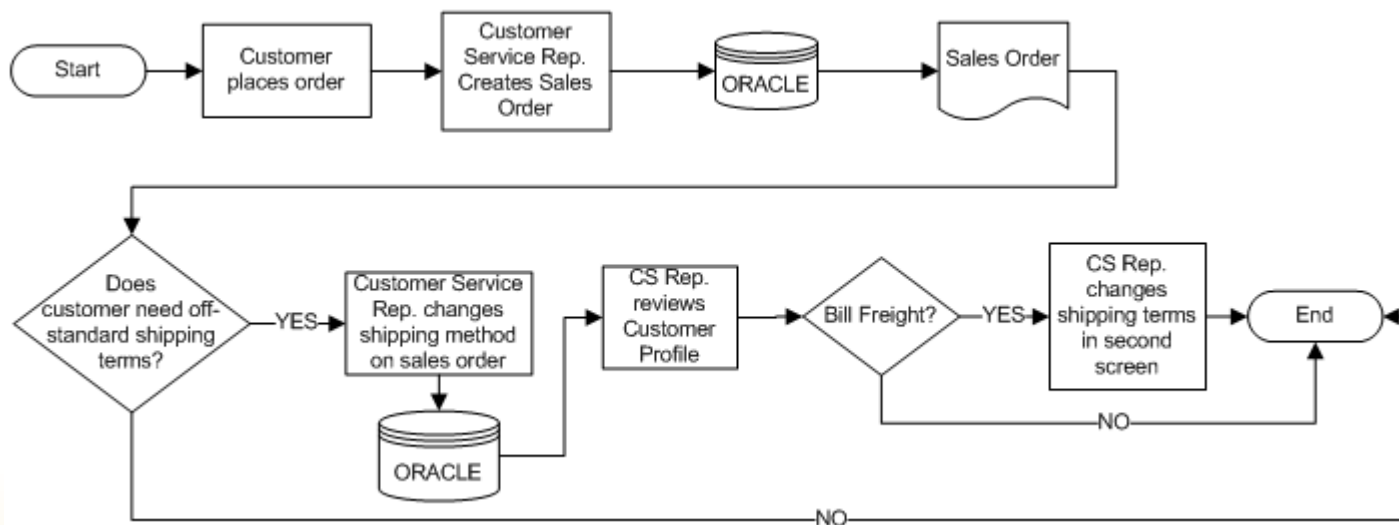 Start
Customer
places order
Customer
Service Rep.
Creates Sales
Order
ORACLE
Sales Order
Does
customer need off-
standard shipping
terms?
YES
Customer Service
Rep. changes
shipping method
on sales order
ORACLE
CS Rep.
reviews
Customer
Profile
Bill Freight?
YES
CS Rep.
changes
shipping terms
in second
screen
End
NO
NO